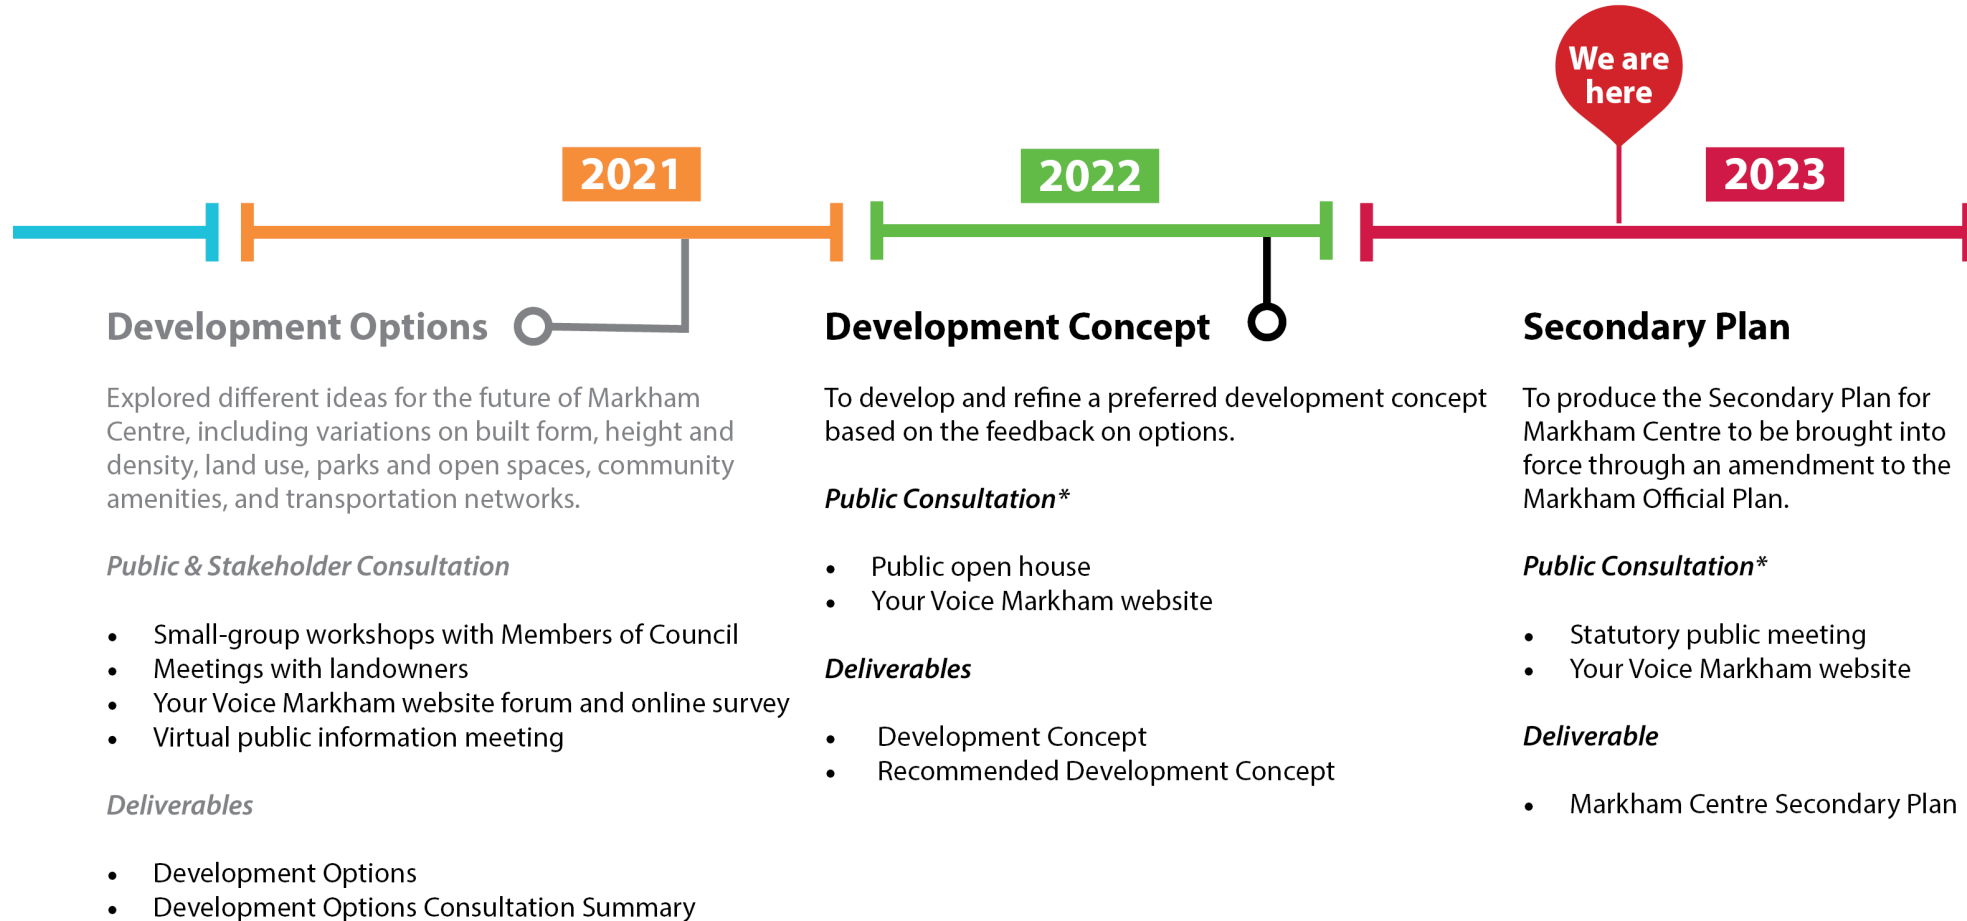 We are
here
2021
2022
2023
Development Options
Explored different ideas for the future of Markham
Centre, including variations on built form, height and
density, land use, parks and open spaces, community
amenities, and transportation networks.
Public & Stakeholder Consultation
• Small-group workshops with Members of Council
• Meetings with landowners
• Your Voice Markham website forum and online survey
• Virtual public information meeting
Deliverables
• Development Options
• Development Options Consultation Summary
Development Concept
To develop and refine a preferred development concept
based on the feedback on options.
Public Consultation*
• Public open house
• Your Voice Markham website
Deliverables
• Development Concept
• Recommended Development Concept
Secondary Plan
To produce the Secondary Plan for
Markham Centre to be brought into
force through an amendment to the
Markham Official Plan.
Public Consultation*
• Statutory public meeting
• Your Voice Markham website
Deliverable
• Markham Centre Secondary Plan